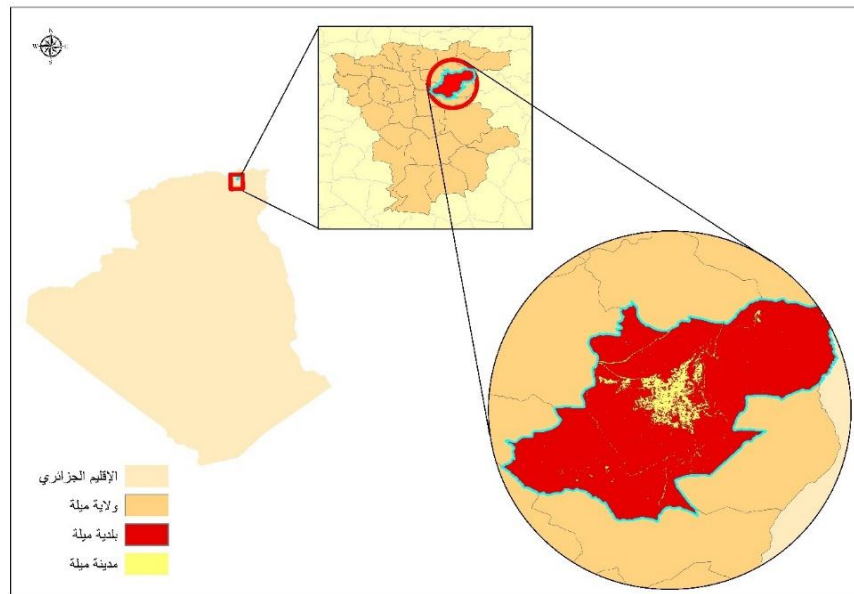 N
W E
S
الإقليم الجزائري
ولاية ميلة
بلدية ميلة
مدينة ميلة